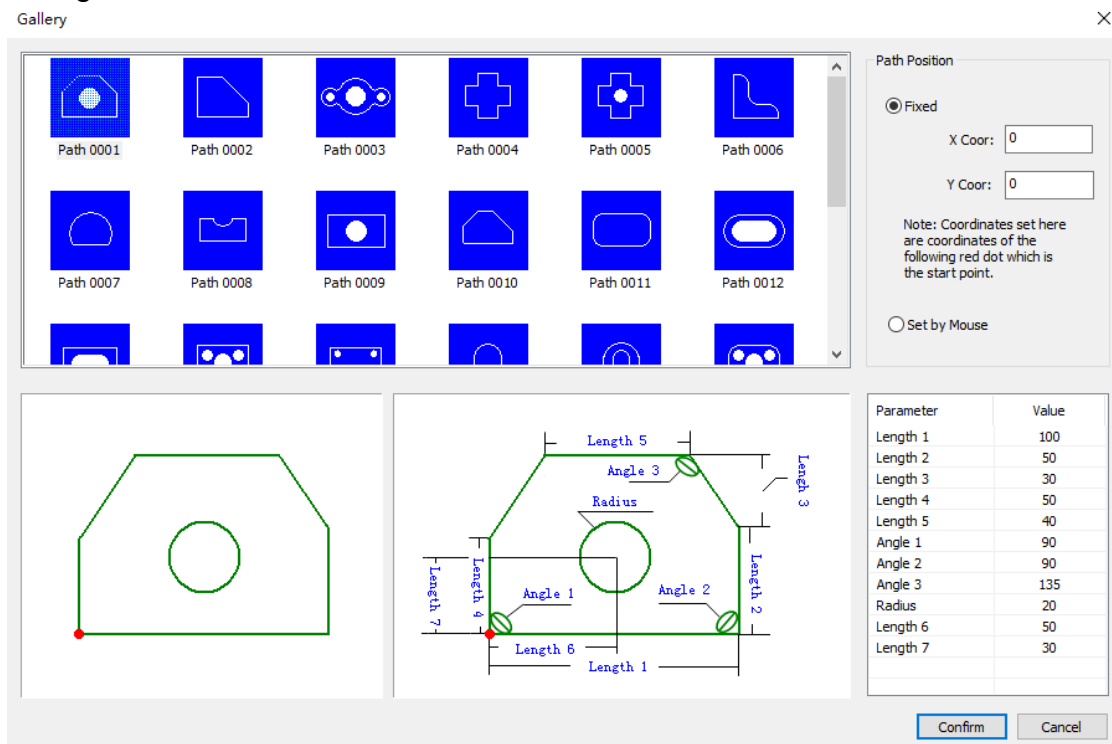 Gallery
Path 0001
Path 0002
Path 0003
Path 0004
Path 0005
Path 0006
Path 0007
Path 0008
Path 0009
Path 0010
Path 0011
Path 0012
Path Position
Fixed
X Coor: 0
Y Coor: 0
Note: Coordinates set here
are coordinates of the
following red dot which is
the start point.
Set by Mouse
Length 5
Angle 3
Lengh 3
Radius
Length 7
Length 4
Angle 1
Angle 2
Length 2
Length 6
Length 1
Parameter Value
Length 1 100
Length 2 50
Length 3 30
Length 4 50
Length 5 40
Angle 1 90
Angle 2 90
Angle 3 135
Radius 20
Length 6 50
Length 7 30
Confirm Cancel